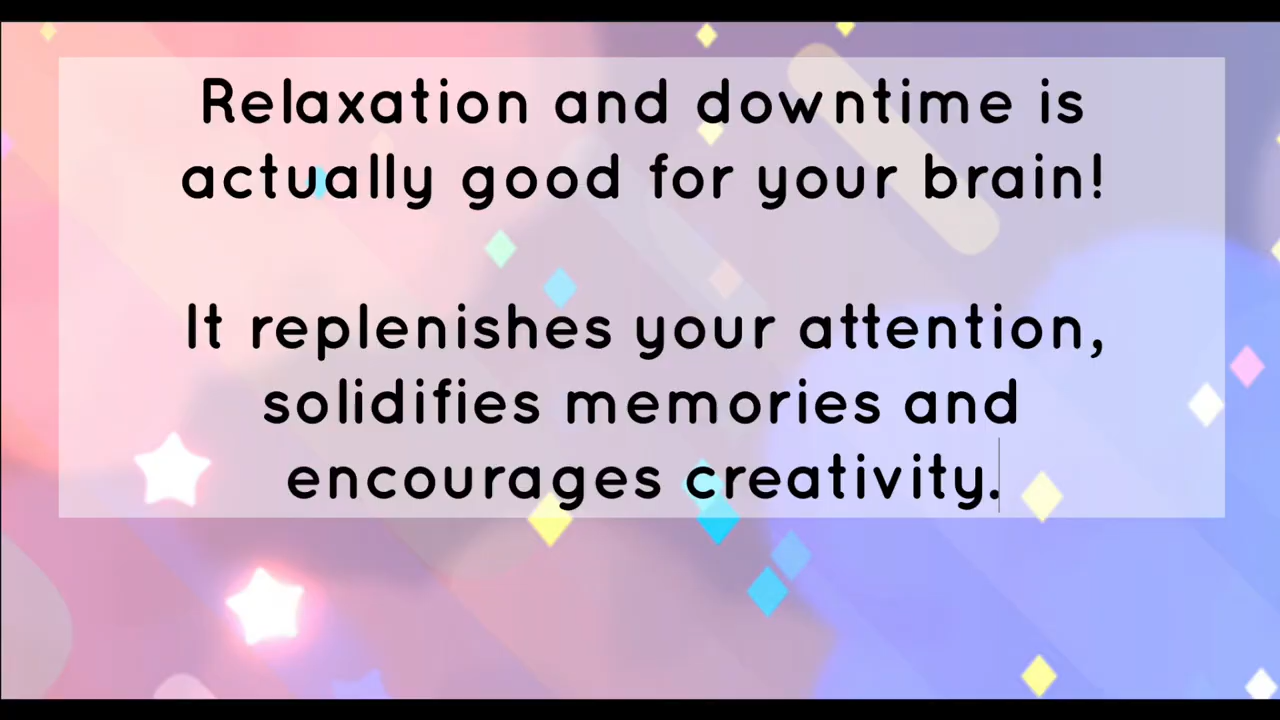 Relaxation and downtime is
actually good for your brain!
It replenishes your attention,
solidifies memories and
encourages creativity.